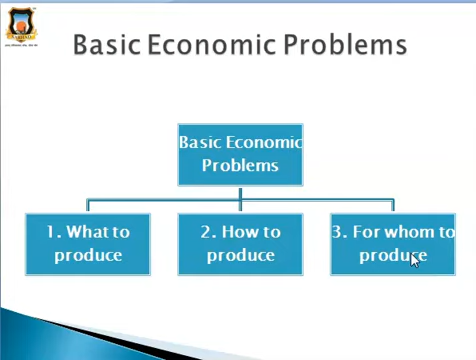 Basic Economic Problems
Basic Economic
Problems
1. What to
produce
2. How to
produce
3. For whom to
produce